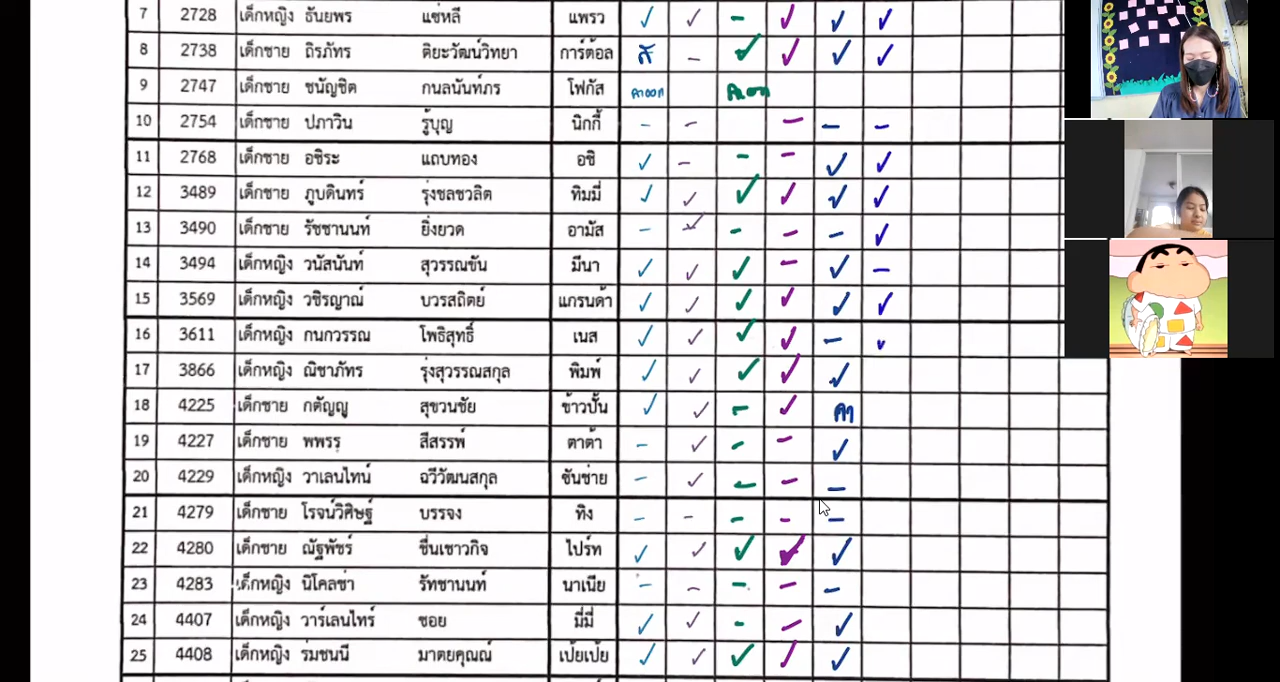 7 2728 เด็กหญิง ธันยพร แซ่หลี แพรว ✓ ✓ - ✓ ✓ ✓
8 2738 เด็กชาย ถิรภัทร ดิยะวัฒน์วิทยา การ์ต้อล ส - ✓ ✓ ✓ ✓
9 2747 เด็กชาย ชนัญชิต กนลนันท์ภร โฟกัส ลาออก ลาออก
10 2754 เด็กชาย ปภาวิน รู้บุญ นิกกี้ - - - - -
11 2768 เด็กชาย อชิระ แถบทอง อชิ ✓ - - - ✓ ✓
12 3489 เด็กชาย ภูบดินทร์ รุ่งชลชวลิต ทิมมี่ ✓ ✓ ✓ ✓ ✓ ✓
13 3490 เด็กชาย รัชชานนท์ ยิ่งยวด อามัส - ✓ - - - ✓
14 3494 เด็กหญิง วนัสนันท์ สุวรรณขัน มีนา ✓ ✓ ✓ - ✓ -
15 3569 เด็กหญิง วชิรญาณ์ บวรสถิตย์ แกรนด้า ✓ ✓ ✓ ✓ ✓ ✓
16 3611 เด็กหญิง กนกวรรณ โพธิสุทธิ์ เนส ✓ ✓ ✓ ✓ - ✓
17 3866 เด็กหญิง ณิชาภัทร รุ่งสุวรรณสกุล พิมพ์ ✓ ✓ ✓ ✓ ✓
18 4225 เด็กชาย กตัญญู สุขวนชัย ข้าวปั้น ✓ ✓ - ✓ ลา
19 4227 เด็กชาย พพรรฺ สีสรรพ์ ตาต้า - ✓ - - ✓
20 4229 เด็กหญิง วาเลนไทน์ ฉวีวัฒนสกุล ซันช่าย - ✓ - - -
21 4279 เด็กชาย โรจน์วิศิษฐ์ บรรจง ทิง - - - - -
22 4280 เด็กชาย ณัฐพัชร์ ชื่นเชาวกิจ ไปร์ท ✓ ✓ ✓ ✓ ✓
23 4283 เด็กหญิง นิโคลซ่า รัทชานนท์ นาเนีย - - - - -
24 4407 เด็กหญิง วาร์เลนไทร์ ซอย มี่มี่ ✓ ✓ - - ✓
25 4408 เด็กหญิง ร่มชนนี มาตยคุณณ์ เปัยเปัย ✓ ✓ ✓ ✓ ✓